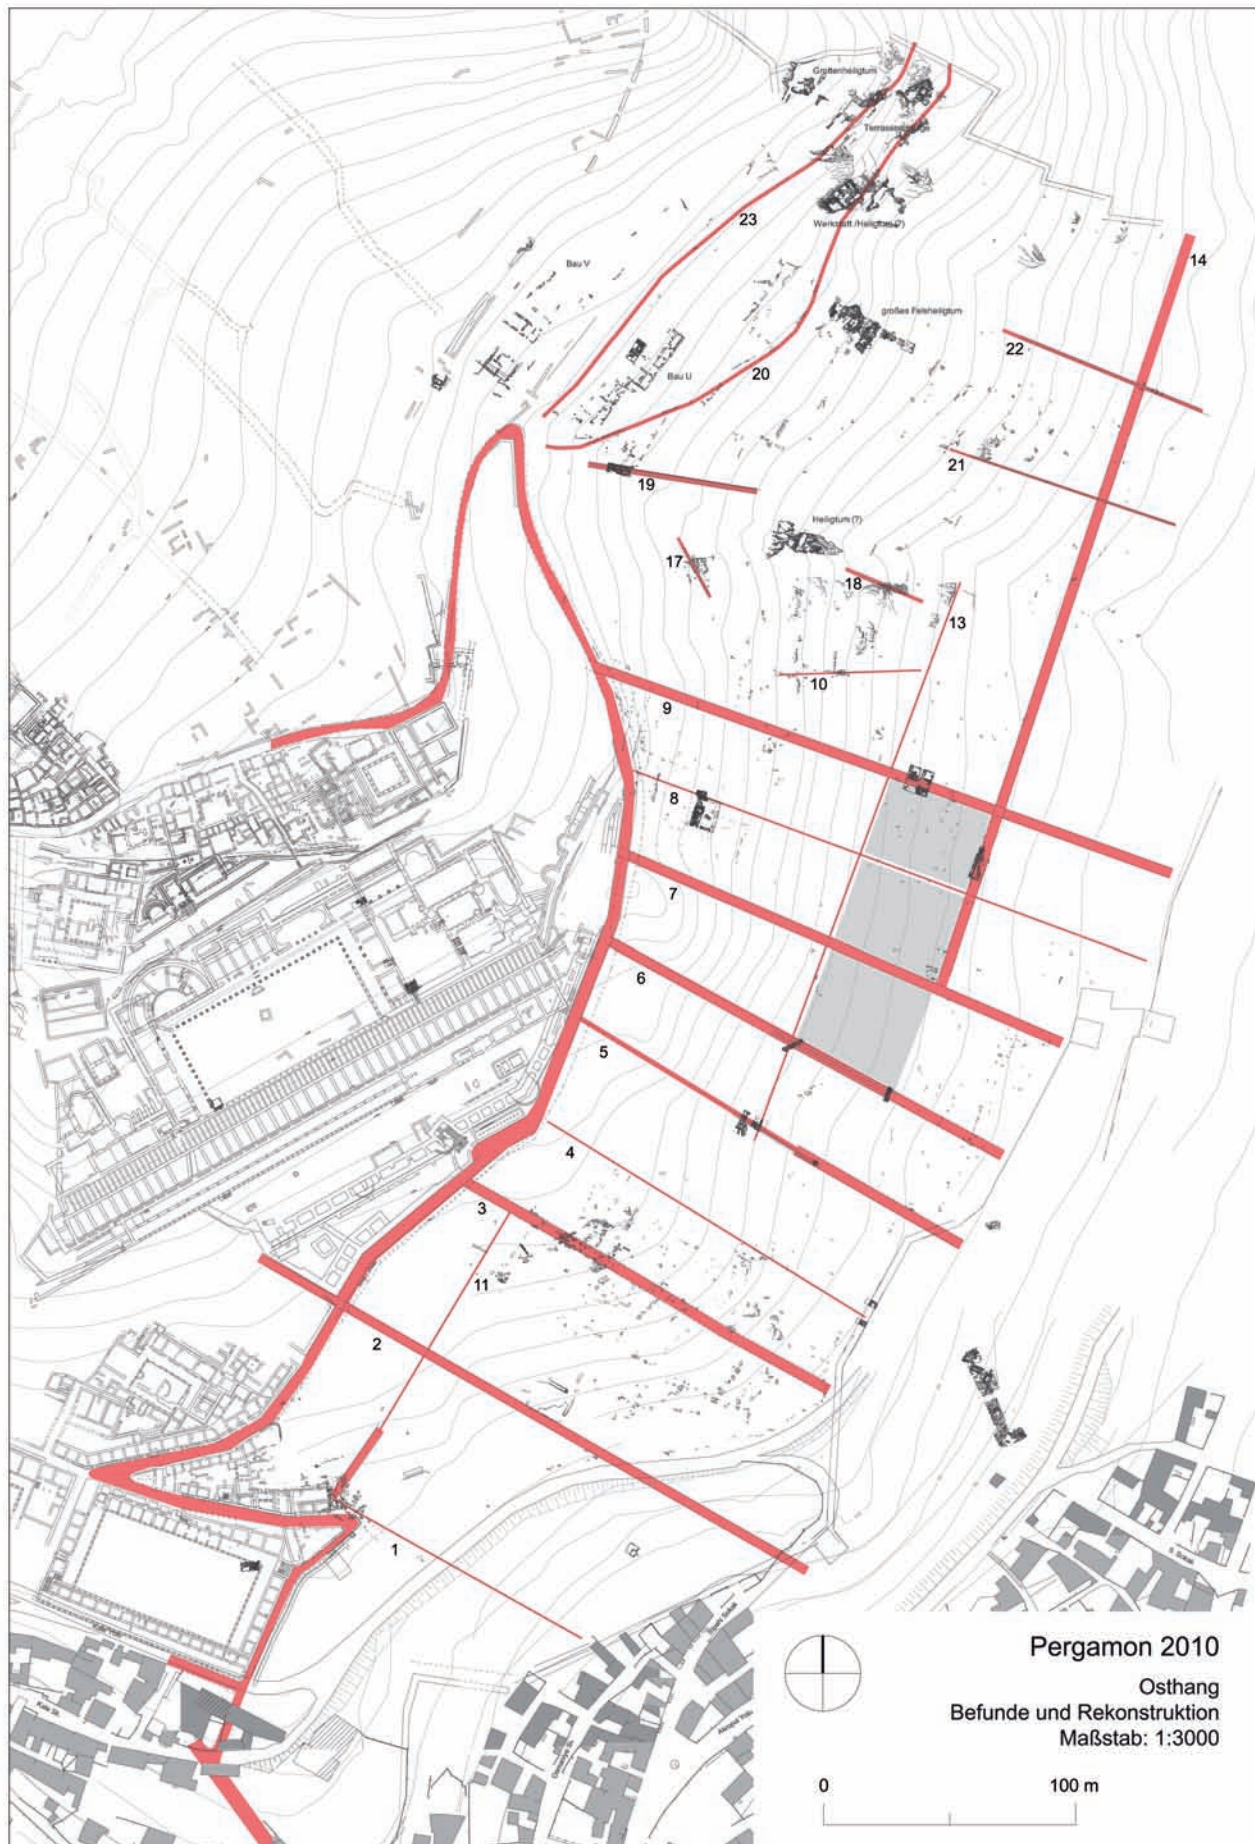 Grottenheiligtum
23
Werkstatt /Heiligtum(?)
Bau V
14
großes Felsheiligtum
22
20
Bau U
21
19
Heiligtum (?)
17
18
13
10
9
8
7
6
5
4
3
11
2
1
Pergamon 2010
Osthang
Befunde und Rekonstruktion
Maßstab: 1:3000
0
100 m